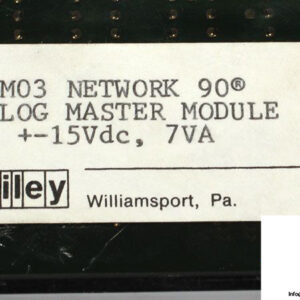 M03 NETWORK 90®
LOG MASTER MODULE
+-15Vdc, 7VA
iley Williamsport, Pa.